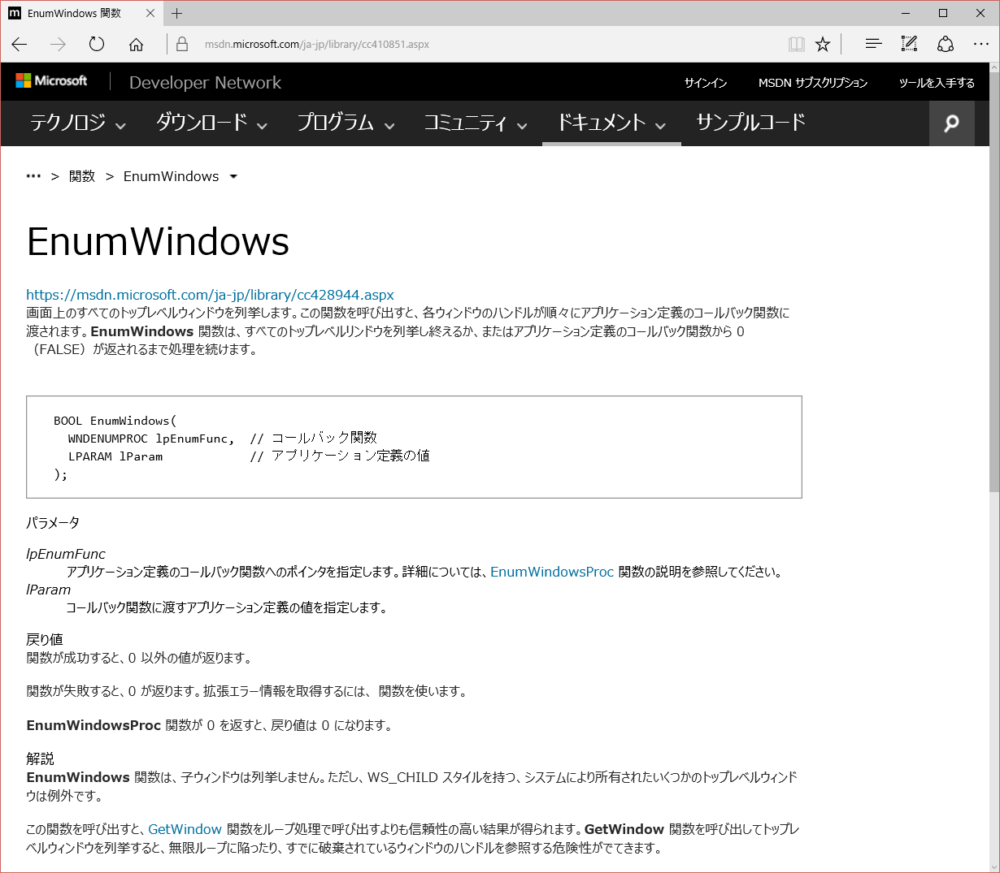 EnumWindows 関数
msdn.microsoft.com/ja-jp/library/cc410851.aspx
Microsoft
Developer Network
サインイン
MSDN サブスクリプション
ツールを入手する
テクノロジ
ダウンロード
プログラム
コミュニティ
ドキュメント
サンプルコード
••• > 関数 > EnumWindows
EnumWindows
https://msdn.microsoft.com/ja-jp/library/cc428944.aspx
画面上のすべてのトップレベルウィンドウを列挙します。この関数を呼び出すと、各ウィンドウのハンドルが順々にアプリケーション定義のコールバック関数に
渡されます。EnumWindows 関数は、すべてのトップレベルリンドウを列挙し終えるか、またはアプリケーション定義のコールバック関数から 0
（FALSE）が返されるまで処理を続けます。
BOOL EnumWindows(
WNDENUMPROC lpEnumFunc,  // コールバック関数
LPARAM lParam            // アプリケーション定義の値
);
パラメータ
lpEnumFunc
アプリケーション定義のコールバック関数へのポインタを指定します。詳細については、EnumWindowsProc 関数の説明を参照してください。
lParam
コールバック関数に渡すアプリケーション定義の値を指定します。
戻り値
関数が成功すると、0 以外の値が返ります。
関数が失敗すると、0 が返ります。拡張エラー情報を取得するには、 関数を使います。
EnumWindowsProc 関数が 0 を返すと、戻り値は 0 になります。
解説
EnumWindows 関数は、子ウィンドウは列挙しません。ただし、WS_CHILD スタイルを持つ、システムにより所有されたいくつかのトップレベルウィンド
ウは例外です。
この関数を呼び出すと、GetWindow 関数をループ処理で呼び出すよりも信頼性の高い結果が得られます。GetWindow 関数を呼び出してトップレ
ベルウィンドウを列挙すると、無限ループに陥ったり、すでに破棄されているウィンドウのハンドルを参照する危険性がでてきます。